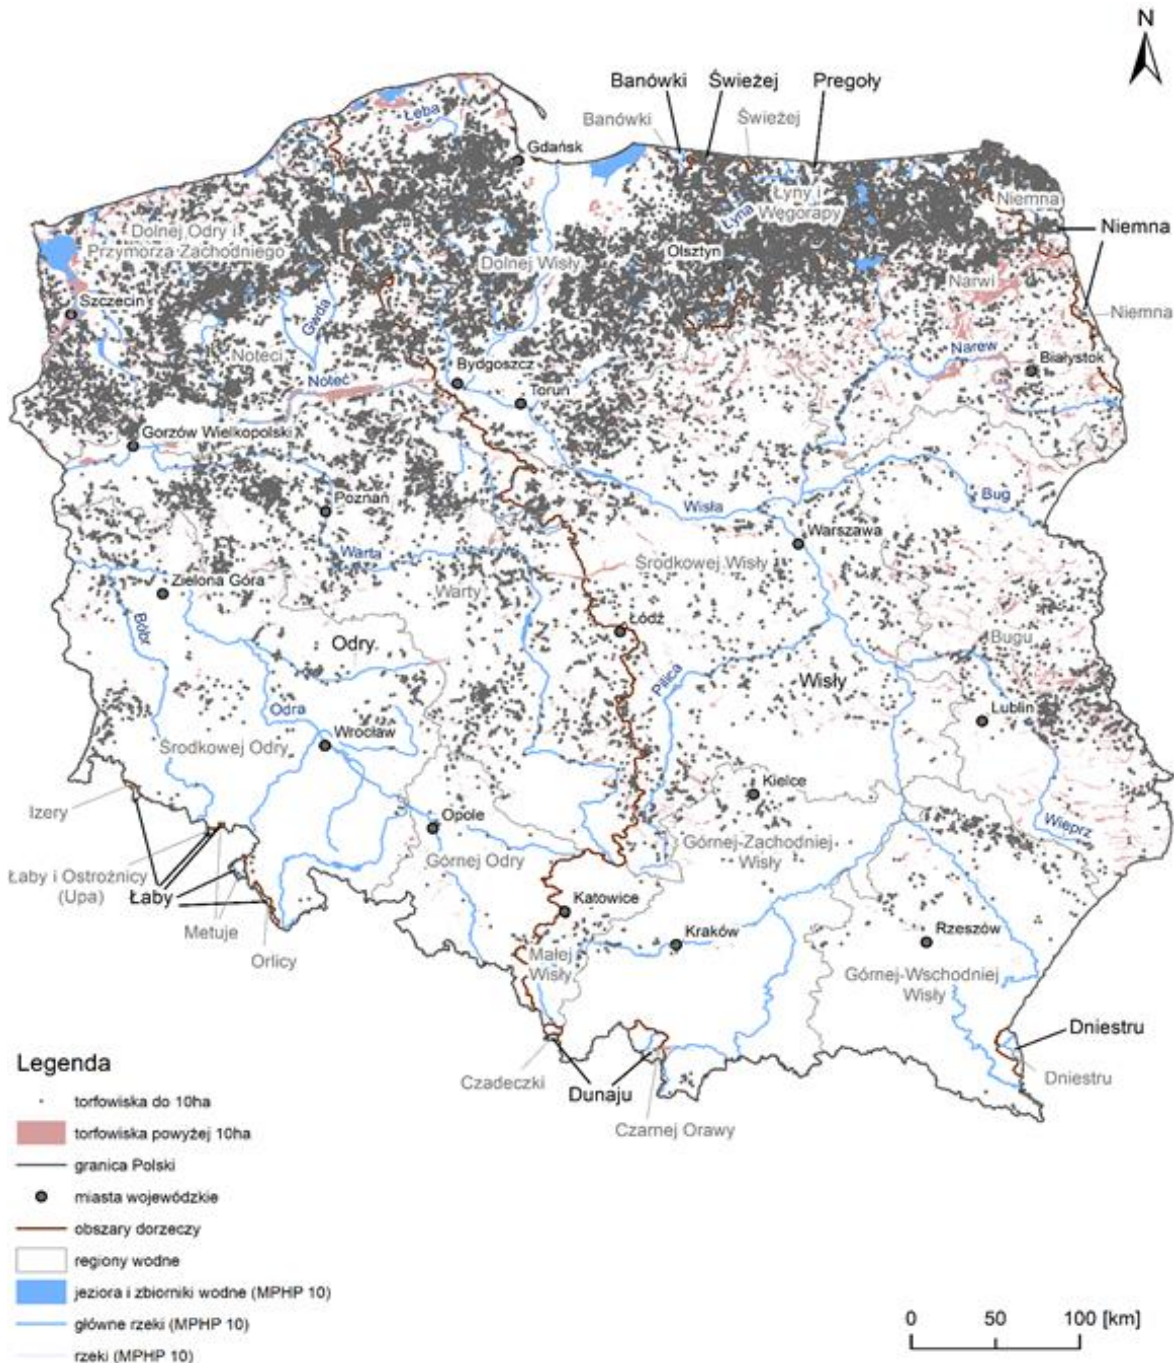 N
Banówki
Świeżej
Pregoły
Banówki
Świeżej
Łeba
Gdańsk
Łyny i
Węgorapy
Łyna
Niemna
Niemna
Dolnej Odry i
Przymorza Zachodniego
Dolnej Wisły
Olsztyn
Narwi
Szczecin
Gwda
Niemna
Noteci
Narew
Białystok
Bydgoszcz
Noteć
Toruń
Gorzów Wielkopolski
Bug
Poznań
Wisła
Warszawa
Warta
Środkowej Wisły
Zielona Góra
Warty
Bóbr
Łódź
Bugu
Odry
Pilica
Wisły
Odra
Lublin
Wrocław
Środkowej Odry
Kielce
Izery
Opole
Wieprz
Górnej Odry
Górnej-Zachodniej
Wisły
Łaby i Ostrożnicy
(Upa)
Łaby
Katowice
Metuje
Kraków
Rzeszów
Orlicy
Małej
Wisły
Górnej-Wschodniej
Wisły
Dniestru
Czadeczki
Dunaju
Dniestru
Czarnej Orawy
Legenda
torfowiska do 10ha
torfowiska powyżej 10ha
granica Polski
miasta wojewódzkie
obszary dorzeczy
regiony wodne
jeziora i zbiorniki wodne (MPHP 10)
główne rzeki (MPHP 10)
rzeki (MPHP 10)
0 50 100 [km]